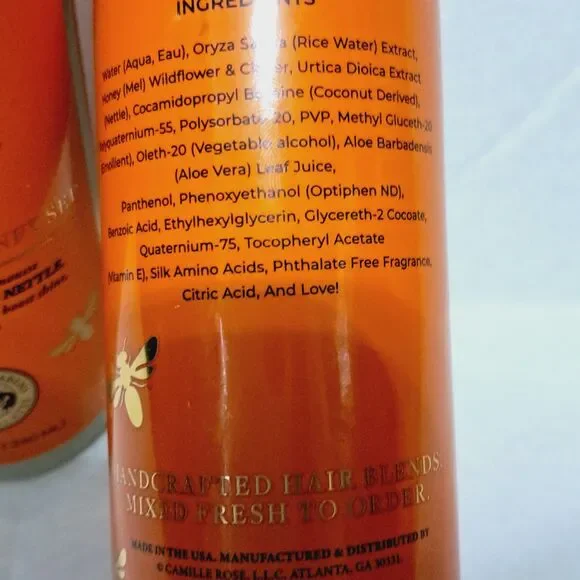 INGREDIENTS
Water (Aqua, Eau), Oryza Sativa (Rice Water) Extract,
Honey (Mel) Wildflower & Clover, Urtica Dioica Extract
(Nettle), Cocamidopropyl Betaine (Coconut Derived),
Polyquaternium-55, Polysorbate-20, PVP, Methyl Gluceth-20
(Emollient), Oleth-20 (Vegetable alcohol), Aloe Barbadensis
(Aloe Vera) Leaf Juice,
Panthenol, Phenoxyethanol (Optiphen ND),
Benzoic Acid, Ethylhexylglycerin, Glycereth-2 Cocoate,
Quaternium-75, Tocopheryl Acetate
(Vitamin E), Silk Amino Acids, Phthalate Free Fragrance,
Citric Acid, And Love!
HANDCRAFTED HAIR BLENDS.
MIXED FRESH TO ORDER.
MADE IN THE USA. MANUFACTURED & DISTRIBUTED BY
© CAMILLE ROSE, L.L.C. ATLANTA, GA 30331
SET
NETTLE